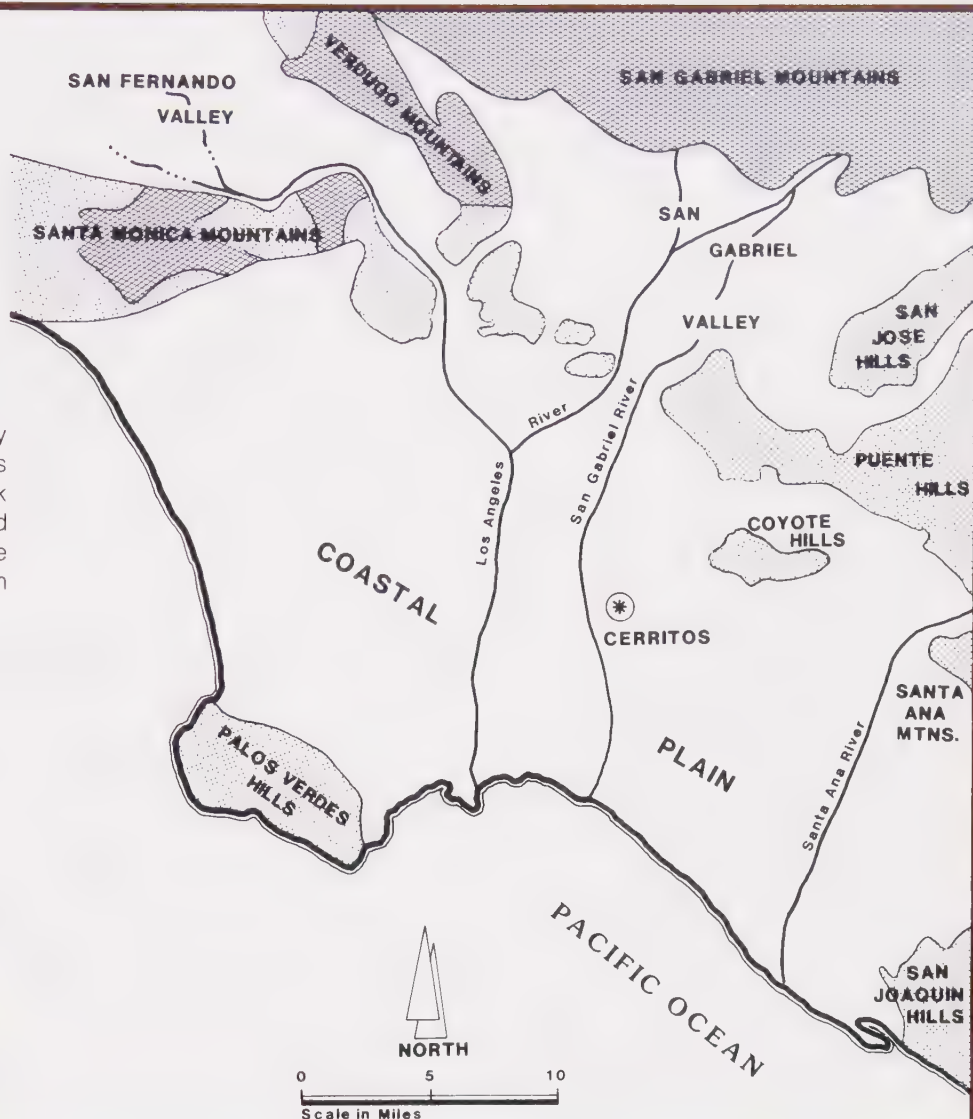 SAN FERNANDO
VALLEY
VERDUGO MOUNTAINS
SAN GABRIEL MOUNTAINS
SANTA MONICA MOUNTAINS
SAN
GABRIEL
VALLEY
SAN
JOSE
HILLS
River
San Gabriel River
Los Angeles
PUENTE
HILLS
COYOTE
HILLS
COASTAL
CERRITOS
SANTA
ANA
MTNS.
PALOS VERDES
HILLS
PLAIN
Santa Ana River
PACIFIC OCEAN
SAN
JOAQUIN
HILLS
NORTH
0 5 10
Scale in Miles